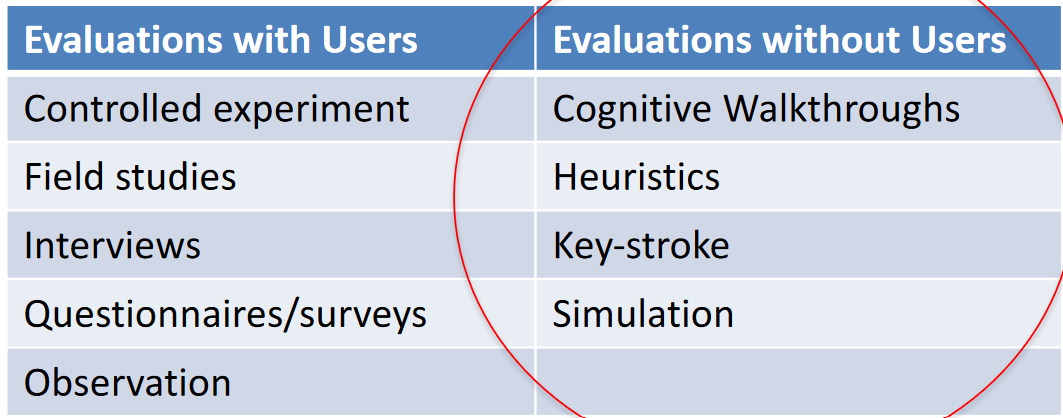 Evaluations with Users
Evaluations without Users
Controlled experiment
Cognitive Walkthroughs
Field studies
Heuristics
Interviews
Key-stroke
Questionnaires/surveys
Simulation
Observation